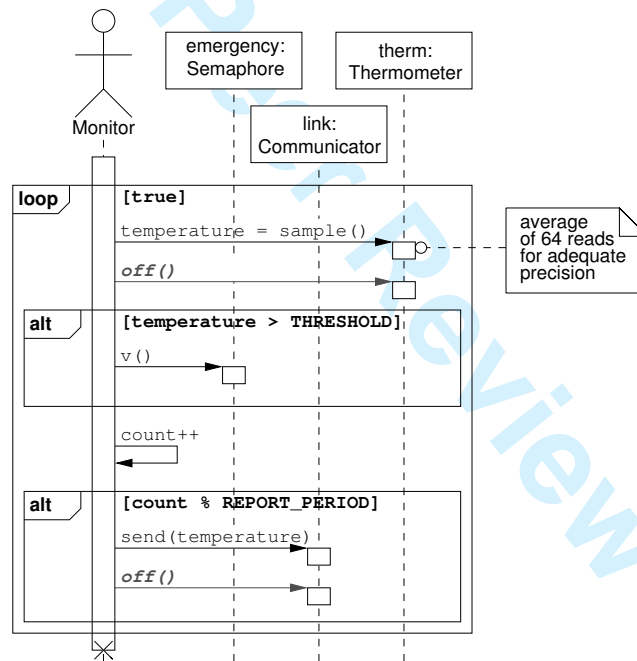 emergency:
Semaphore
therm:
Thermometer
Monitor
link:
Communicator
loop
[true]
temperature = sample()
average
of 64 reads
for adequate
precision
off()
alt
[temperature > THRESHOLD]
v()
count++
alt
[count % REPORT_PERIOD]
send(temperature)
off()
Peer Review